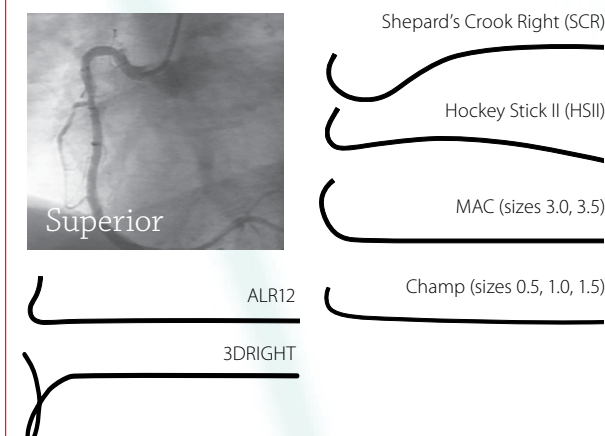 Superior
ALR12
3DRIGHT
Shepard's Crook Right (SCR)
Hockey Stick II (HSII)
MAC (sizes 3.0, 3.5)
Champ (sizes 0.5, 1.0, 1.5)